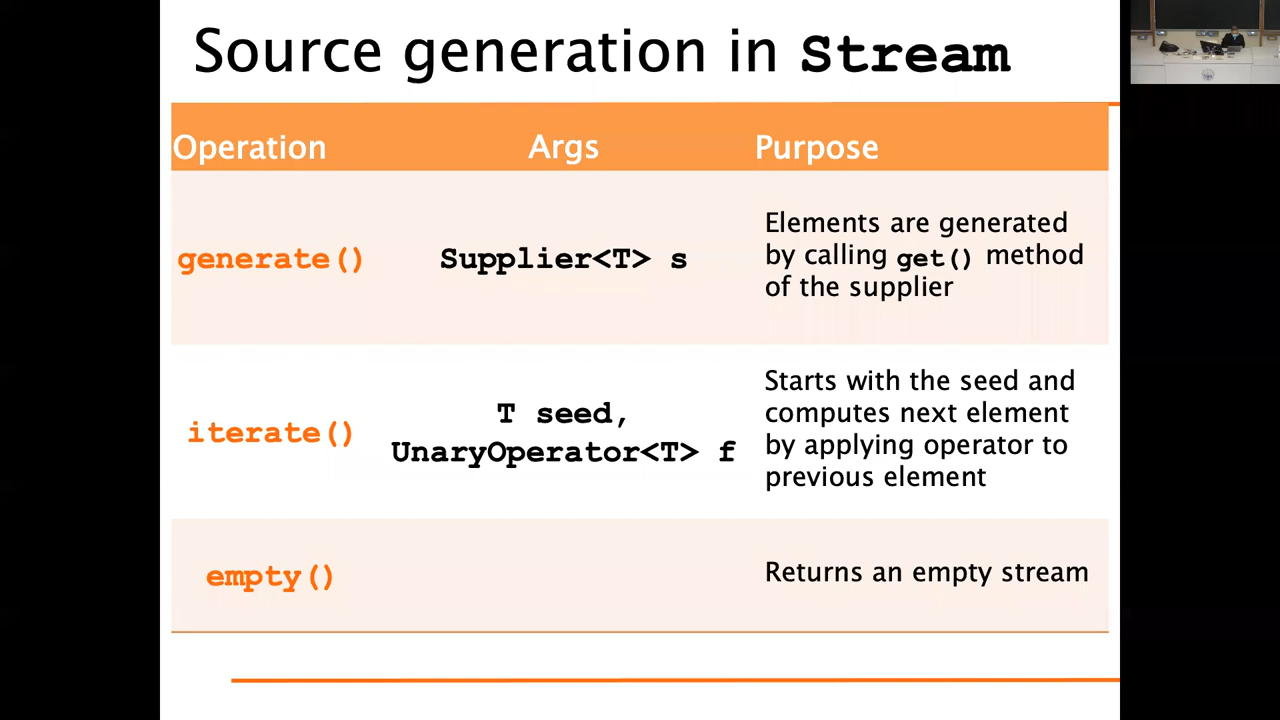 Source generation in Stream
Operation Args Purpose
generate() Supplier<T> s Elements are generated
by calling get() method
of the supplier
iterate() T seed,
UnaryOperator<T> f
Starts with the seed and
computes next element
by applying operator to
previous element
empty() Returns an empty stream